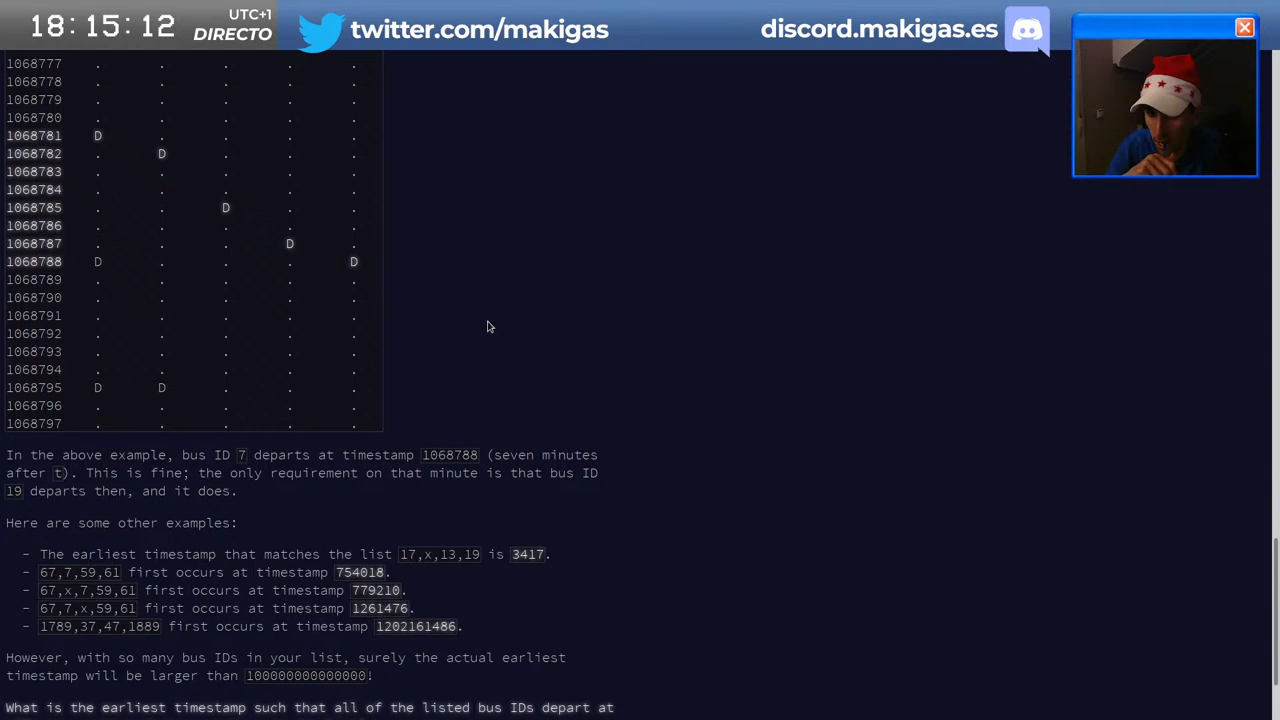 18:15:12
UTC+1
DIRECTO
twitter.com/makigas
discord.makigas.es
1068777 . . . . .
1068778 . . . . .
1068779 . . . . .
1068780 . . . . .
1068781 D . . . .
1068782 . D . . .
1068783 . . . . .
1068784 . . . . .
1068785 . . D . .
1068786 . . . . .
1068787 . . . D .
1068788 D . . . D
1068789 . . . . .
1068790 . . . . .
1068791 . . . . .
1068792 . . . . .
1068793 . . . . .
1068794 . . . . .
1068795 D D . . .
1068796 . . . . .
1068797 . . . . .
In the above example, bus ID 7 departs at timestamp 1068788 (seven minutes
after t). This is fine; the only requirement on that minute is that bus ID
19 departs then, and it does.
Here are some other examples:
- The earliest timestamp that matches the list 17,x,13,19 is 3417.
- 67,7,59,61 first occurs at timestamp 754018.
- 67,x,7,59,61 first occurs at timestamp 779210.
- 67,7,x,59,61 first occurs at timestamp 1261476.
- 1789,37,47,1889 first occurs at timestamp 1202161486.
However, with so many bus IDs in your list, surely the actual earliest
timestamp will be larger than 100000000000000!
What is the earliest timestamp such that all of the listed bus IDs depart at